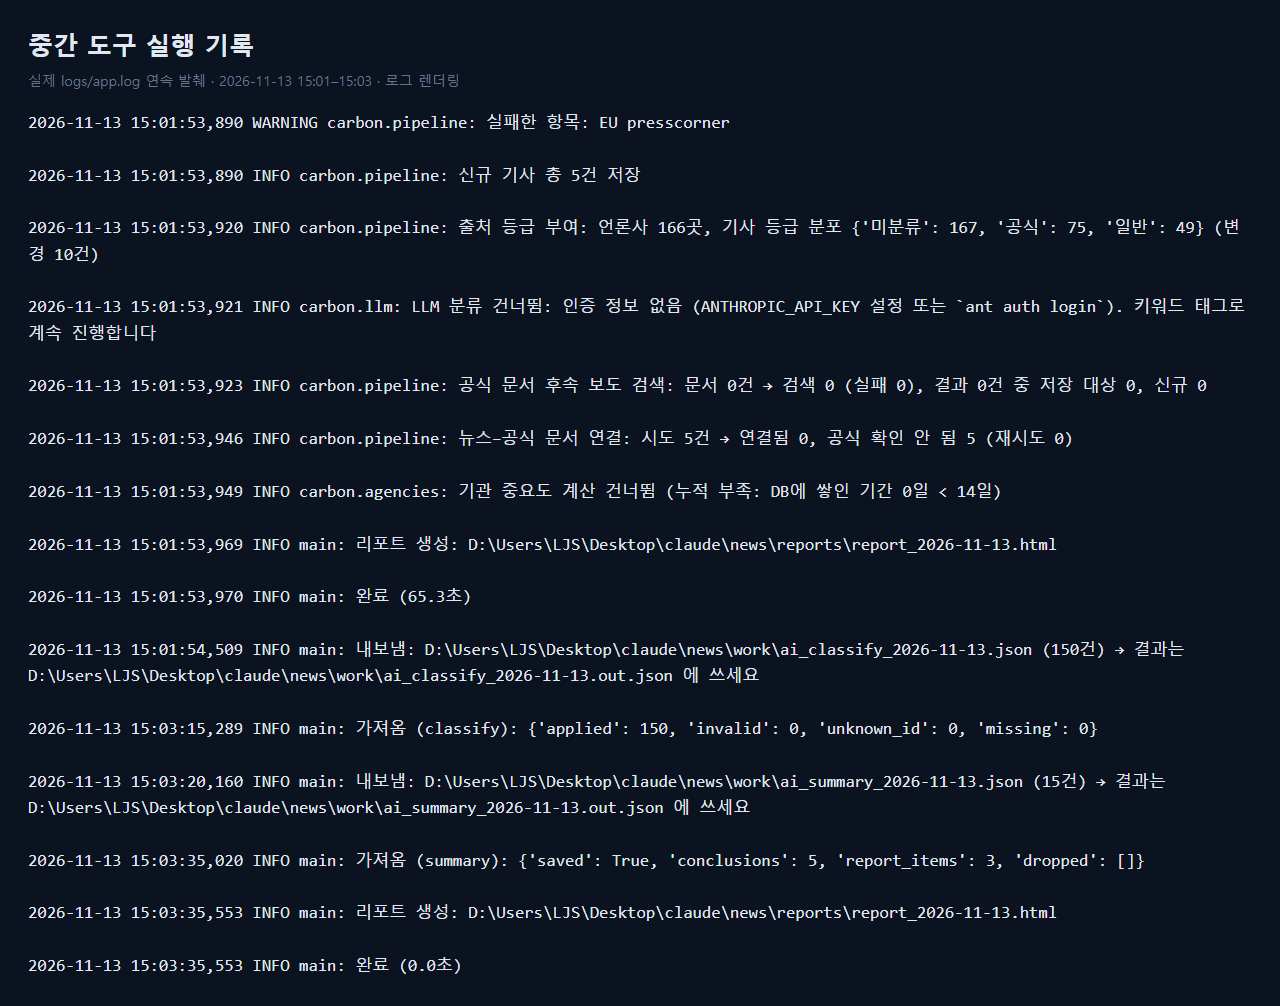 중간 도구 실행 기록
실제 logs/app.log 연속 발췌 · 2026-11-13 15:01–15:03 · 로그 렌더링
2026-11-13 15:01:53,890 WARNING carbon.pipeline: 실패한 항목: EU presscorner
2026-11-13 15:01:53,890 INFO carbon.pipeline: 신규 기사 총 5건 저장
2026-11-13 15:01:53,920 INFO carbon.pipeline: 출처 등급 부여: 언론사 166곳, 기사 등급 분포 {'미분류': 167, '공식': 75, '일반': 49} (변
경 10건)
2026-11-13 15:01:53,921 INFO carbon.llm: LLM 분류 건너뜀: 인증 정보 없음 (ANTHROPIC_API_KEY 설정 또는 `ant auth login`). 키워드 태그로
계속 진행합니다
2026-11-13 15:01:53,923 INFO carbon.pipeline: 공식 문서 후속 보도 검색: 문서 0건 → 검색 0 (실패 0), 결과 0건 중 저장 대상 0, 신규 0
2026-11-13 15:01:53,946 INFO carbon.pipeline: 뉴스–공식 문서 연결: 시도 5건 → 연결됨 0, 공식 확인 안 됨 5 (재시도 0)
2026-11-13 15:01:53,949 INFO carbon.agencies: 기관 중요도 계산 건너뜀 (누적 부족: DB에 쌓인 기간 0일 < 14일)
2026-11-13 15:01:53,969 INFO main: 리포트 생성: D:\Users\LJS\Desktop\claude\news\reports\report_2026-11-13.html
2026-11-13 15:01:53,970 INFO main: 완료 (65.3초)
2026-11-13 15:01:54,509 INFO main: 내보냄: D:\Users\LJS\Desktop\claude\news\work\ai_classify_2026-11-13.json (150건) → 결과는
D:\Users\LJS\Desktop\claude\news\work\ai_classify_2026-11-13.out.json 에 쓰세요
2026-11-13 15:03:15,289 INFO main: 가져옴 (classify): {'applied': 150, 'invalid': 0, 'unknown_id': 0, 'missing': 0}
2026-11-13 15:03:20,160 INFO main: 내보냄: D:\Users\LJS\Desktop\claude\news\work\ai_summary_2026-11-13.json (15건) → 결과는
D:\Users\LJS\Desktop\claude\news\work\ai_summary_2026-11-13.out.json 에 쓰세요
2026-11-13 15:03:35,020 INFO main: 가져옴 (summary): {'saved': True, 'conclusions': 5, 'report_items': 3, 'dropped': []}
2026-11-13 15:03:35,553 INFO main: 리포트 생성: D:\Users\LJS\Desktop\claude\news\reports\report_2026-11-13.html
2026-11-13 15:03:35,553 INFO main: 완료 (0.0초)